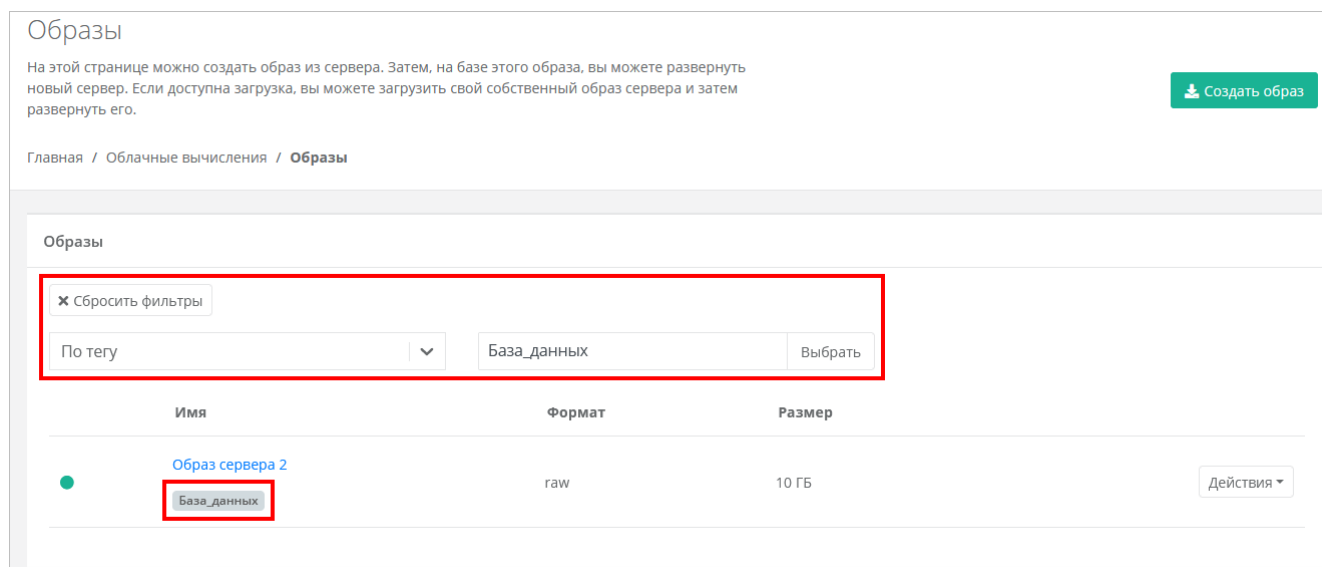 Образы
На этой странице можно создать образ из сервера. Затем, на базе этого образа, вы можете развернуть
новый сервер. Если доступна загрузка, вы можете загрузить свой собственный образ сервера и затем
развернуть его.
Создать образ
Главная / Облачные вычисления / Образы
Образы
Сбросить фильтры
По тегу База_данных Выбрать
Имя Формат Размер
Образ сервера 2
База_данных
raw 10 ГБ Действия